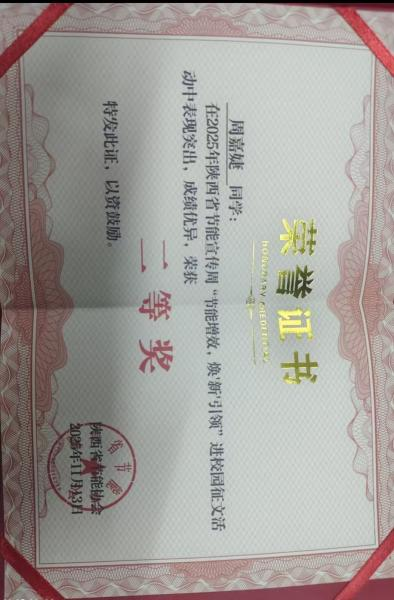 荣誉证书
HONORARY CREDENTIAL
周嘉婕 同学：
在2025年陕西省节能宣传周“节能增效，焕‘新’引领”进校园征文活
动中表现突出，成绩优异，荣获
二等奖
特发此证，以资鼓励。
陕西省节能协会
2025年11月13日